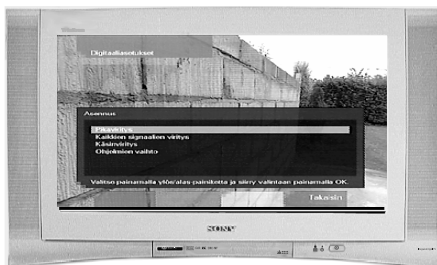 Digitaaliasetukset
Asennus
Pikaviritys
Kaikkien signaalien viritys
Käsinviritys
Ohjelmien vaihto
Valitse painamalla ylös/alas-painiketta ja siirry valintaan painamalla OK.
Takaisin
SONY